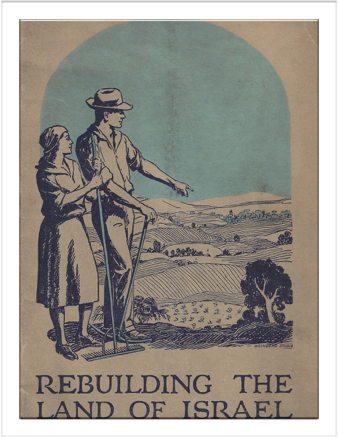 REBUILDING THE
LAND OF ISRAEL